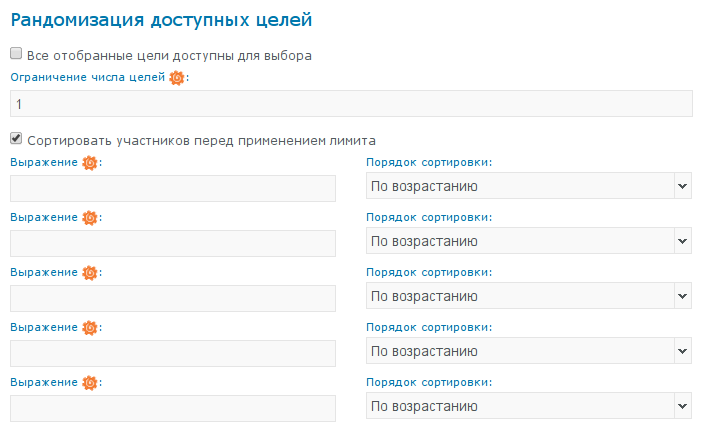 Рандомизация доступных целей
Все отобранные цели доступны для выбора
Ограничение числа целей :
1
Сортировать участников перед применением лимита
Выражение : Порядок сортировки:
По возрастанию
Выражение : Порядок сортировки:
По возрастанию
Выражение : Порядок сортировки:
По возрастанию
Выражение : Порядок сортировки:
По возрастанию
Выражение : Порядок сортировки:
По возрастанию